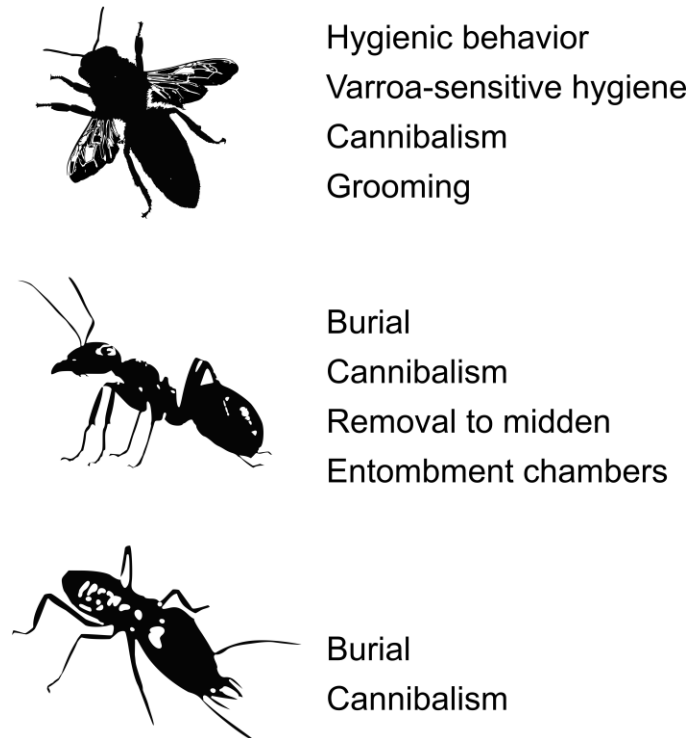 Hygienic behavior
Varroa-sensitive hygiene
Cannibalism
Grooming
Burial
Cannibalism
Removal to midden
Entombment chambers
Burial
Cannibalism